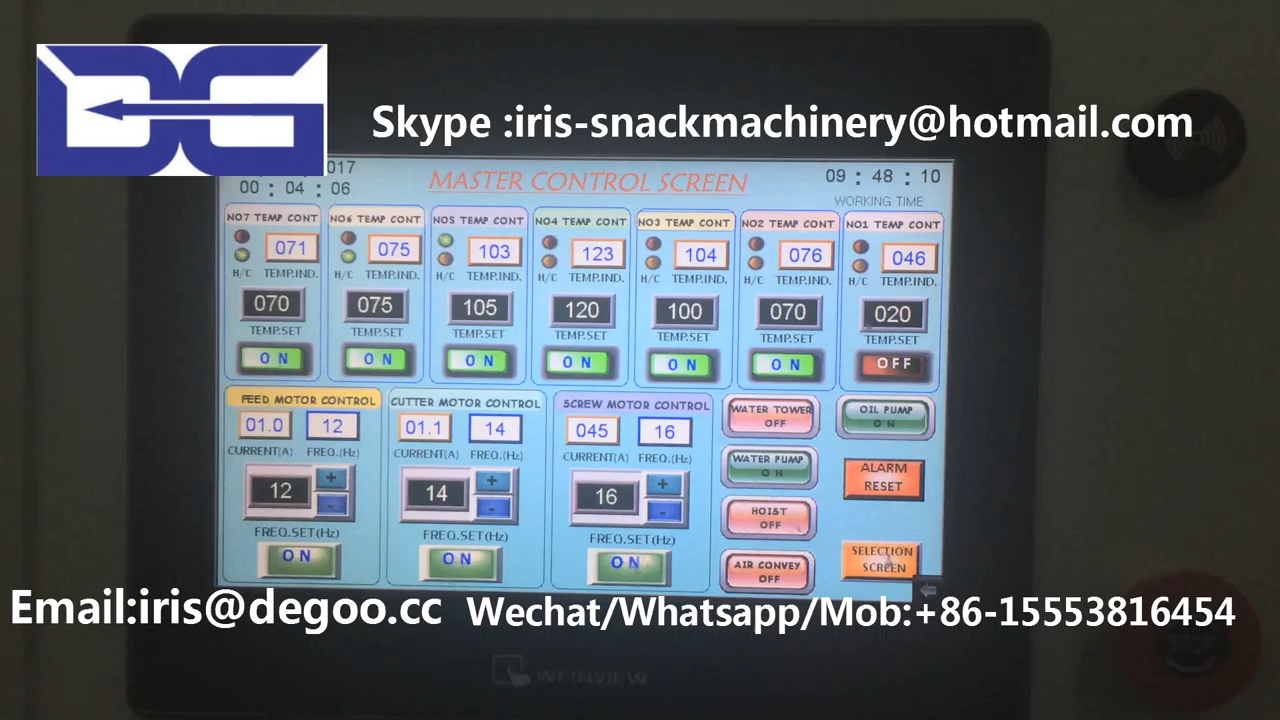 DG
Skype :iris-snackmachinery@hotmail.com
017
00 : 04 : 06
MASTER CONTROL SCREEN
09 : 48 : 10
WORKING TIME
NO7 TEMP CONT
NO6 TEMP CONT
NO5 TEMP CONT
NO4 TEMP CONT
NO3 TEMP CONT
NO2 TEMP CONT
NO1 TEMP CONT
071
075
103
123
104
076
046
H/C TEMP.IND.
H/C TEMP.IND.
H/C TEMP.IND.
H/C TEMP.IND.
H/C TEMP.IND.
H/C TEMP.IND.
H/C TEMP.IND.
070
075
105
120
100
070
020
TEMP.SET
TEMP.SET
TEMP.SET
TEMP.SET
TEMP.SET
TEMP.SET
TEMP.SET
ON
ON
ON
ON
ON
ON
OFF
FEED MOTOR CONTROL
01.0 12
CURRENT(A) FREQ.(Hz)
12
+
-
FREQ.SET(Hz)
ON
CUTTER MOTOR CONTROL
01.1 14
CURRENT(A) FREQ.(Hz)
14
+
-
FREQ.SET(Hz)
ON
SCREW MOTOR CONTROL
045 16
CURRENT(A) FREQ.(Hz)
16
+
-
FREQ.SET(Hz)
ON
WATER TOWER
OFF
WATER PUMP
ON
HOIST
OFF
AIR CONVEY
OFF
OIL PUMP
ON
ALARM
RESET
SELECTION
SCREEN
Email:iris@degoo.cc
Wechat/Whatsapp/Mob:+86-15553816454
WEINVIEW